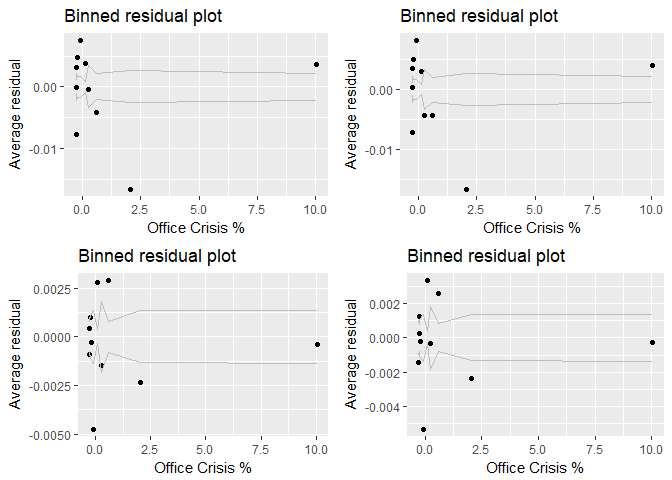 Binned residual plot
Binned residual plot
0.00
-0.01
Average residual
0.0 2.5 5.0 7.5 10.0
Office Crisis %
0.00
-0.01
Average residual
0.0 2.5 5.0 7.5 10.0
Office Crisis %
Binned residual plot
Binned residual plot
0.0025
0.0000
-0.0025
-0.0050
Average residual
0.0 2.5 5.0 7.5 10.0
Office Crisis %
0.002
0.000
-0.002
-0.004
Average residual
0.0 2.5 5.0 7.5 10.0
Office Crisis %